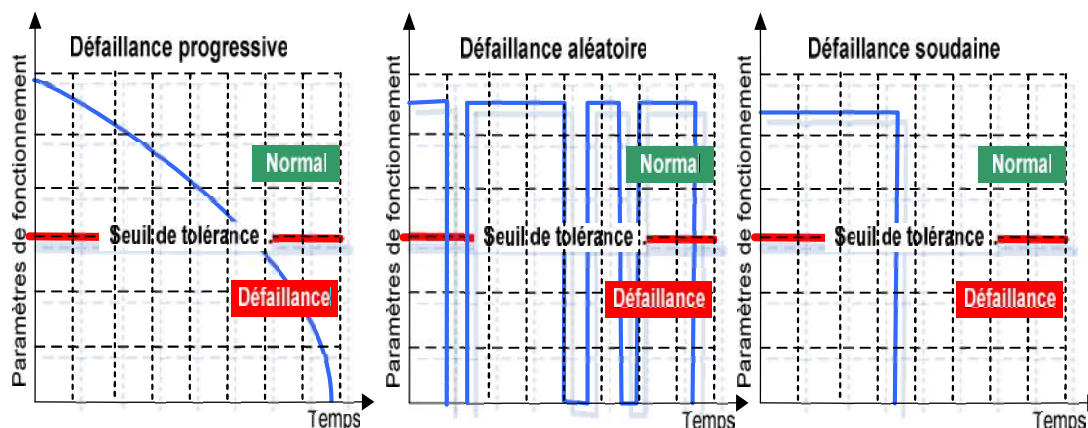 Défaillance progressive
Paramètres de fonctionnement
Normal
Seuil de tolérance
Défaillance
Temps
Défaillance aléatoire
Paramètres de fonctionnement
Normal
Seuil de tolérance
Défaillance
Temps
Défaillance soudaine
Paramètres de fonctionnement
Normal
Seuil de tolérance
Défaillance
Temps